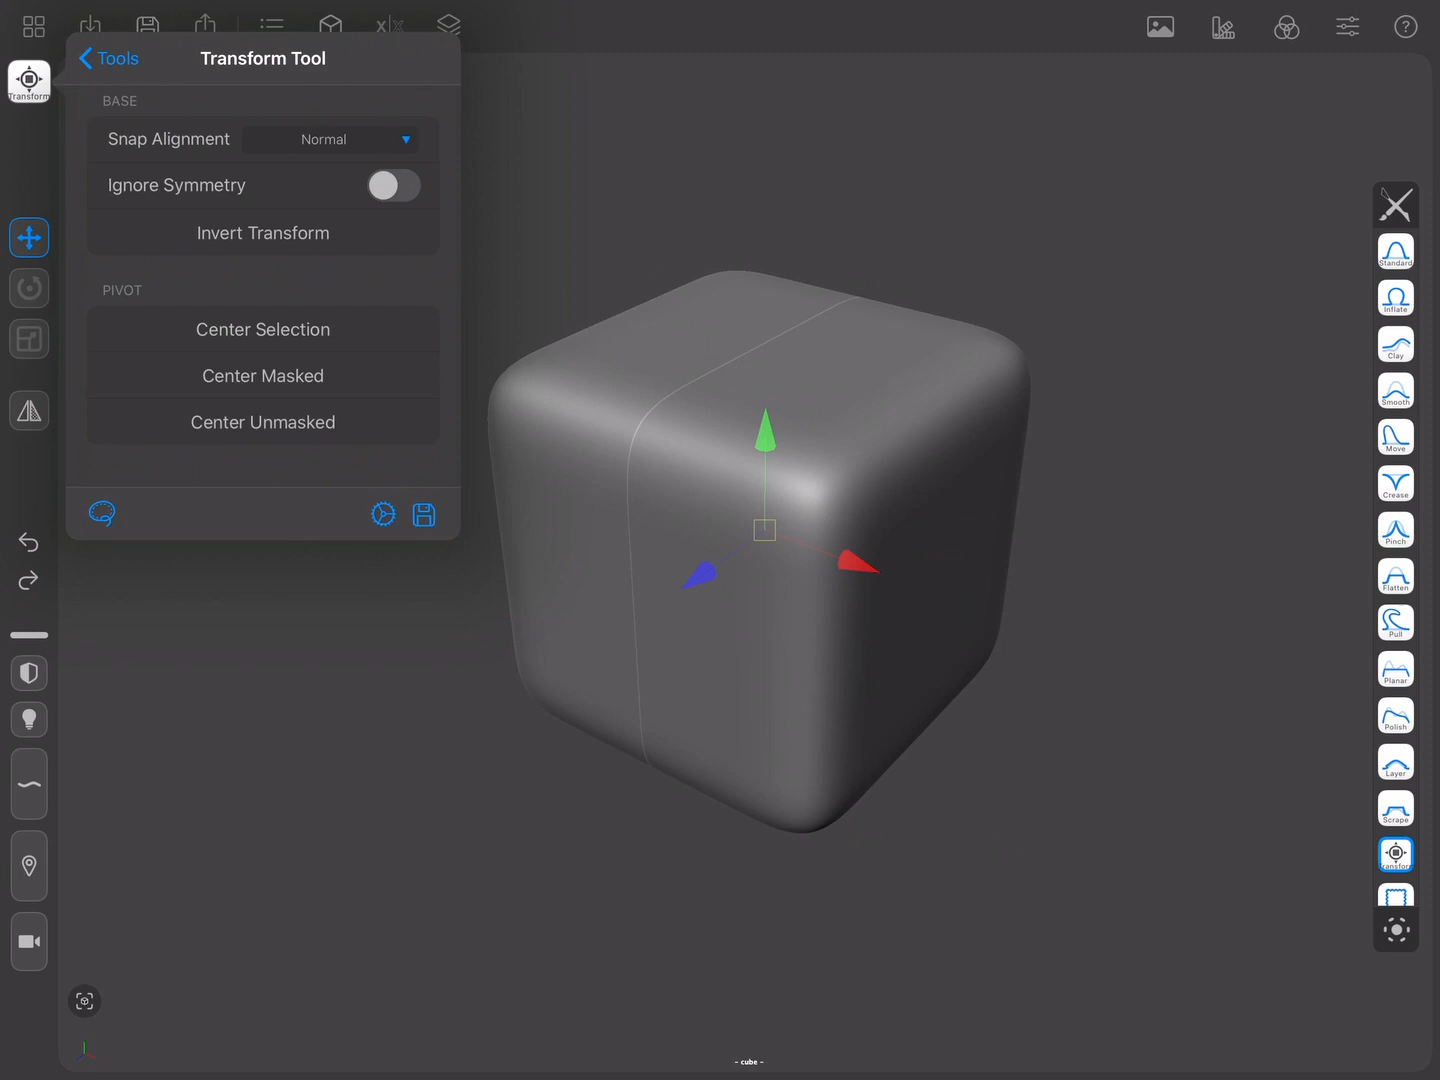 Tools
Transform Tool
Transform
BASE
Snap Alignment
Normal
Ignore Symmetry
Invert Transform
PIVOT
Center Selection
Center Masked
Center Unmasked
Standard
Inflate
Clay
Smooth
Move
Crease
Pinch
Flatten
Pull
Planar
Polish
Layer
Scrape
Transform
- cube -